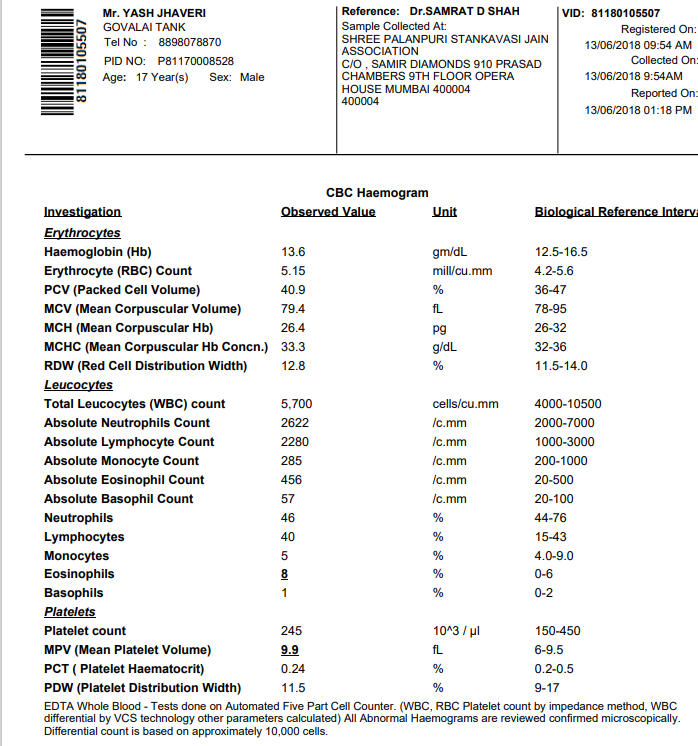 81180105507
Mr. YASH JHAVERI
GOVALAI TANK
Tel No : 8898078870
PID NO: P81170008528
Age: 17 Year(s) Sex: Male
Reference: Dr.SAMRAT D SHAH
Sample Collected At:
SHREE PALANPURI STANKAVASI JAIN
ASSOCIATION
C/O , SAMIR DIAMONDS 910 PRASAD
CHAMBERS 9TH FLOOR OPERA
HOUSE MUMBAI 400004
400004
VID: 81180105507
Registered On:
13/06/2018 09:54 AM
Collected On:
13/06/2018 9:54AM
Reported On:
13/06/2018 01:18 PM
CBC Haemogram
Investigation Observed Value Unit Biological Reference Interva
Erythrocytes
Haemoglobin (Hb) 13.6 gm/dL 12.5-16.5
Erythrocyte (RBC) Count 5.15 mill/cu.mm 4.2-5.6
PCV (Packed Cell Volume) 40.9 % 36-47
MCV (Mean Corpuscular Volume) 79.4 fL 78-95
MCH (Mean Corpuscular Hb) 26.4 pg 26-32
MCHC (Mean Corpuscular Hb Concn.) 33.3 g/dL 32-36
RDW (Red Cell Distribution Width) 12.8 % 11.5-14.0
Leucocytes
Total Leucocytes (WBC) count 5,700 cells/cu.mm 4000-10500
Absolute Neutrophils Count 2622 /c.mm 2000-7000
Absolute Lymphocyte Count 2280 /c.mm 1000-3000
Absolute Monocyte Count 285 /c.mm 200-1000
Absolute Eosinophil Count 456 /c.mm 20-500
Absolute Basophil Count 57 /c.mm 20-100
Neutrophils 46 % 44-76
Lymphocytes 40 % 15-43
Monocytes 5 % 4.0-9.0
Eosinophils 8 % 0-6
Basophils 1 % 0-2
Platelets
Platelet count 245 10^3 / µl 150-450
MPV (Mean Platelet Volume) 9.9 fL 6-9.5
PCT ( Platelet Haematocrit) 0.24 % 0.2-0.5
PDW (Platelet Distribution Width) 11.5 % 9-17
EDTA Whole Blood - Tests done on Automated Five Part Cell Counter. (WBC, RBC Platelet count by impedance method, WBC
differential by VCS technology other parameters calculated) All Abnormal Haemograms are reviewed confirmed microscopically.
Differential count is based on approximately 10,000 cells.